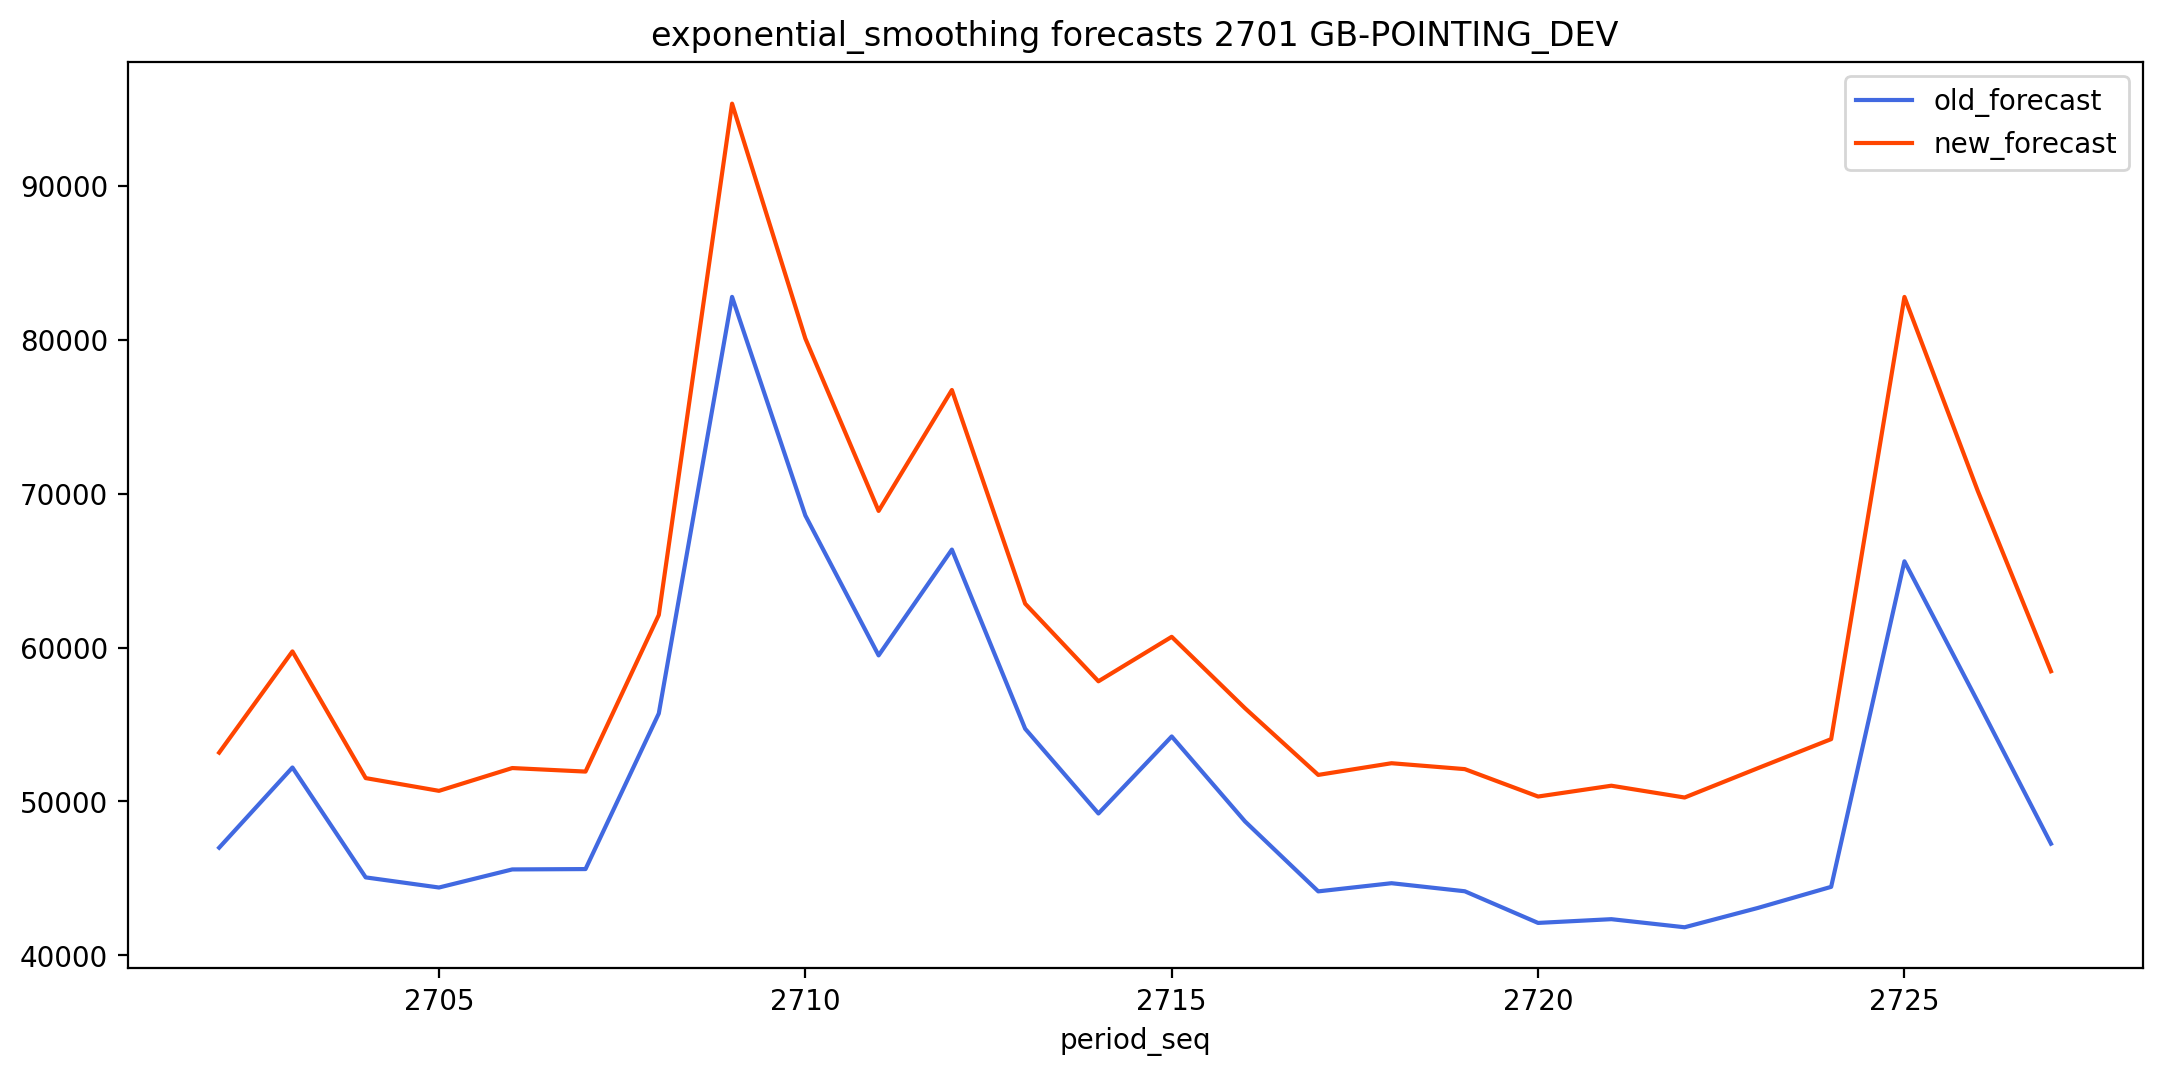 exponential_smoothing forecasts 2701 GB-POINTING_DEV
old_forecast
new_forecast
90000
80000
70000
60000
50000
40000
2705 2710 2715 2720 2725
period_seq